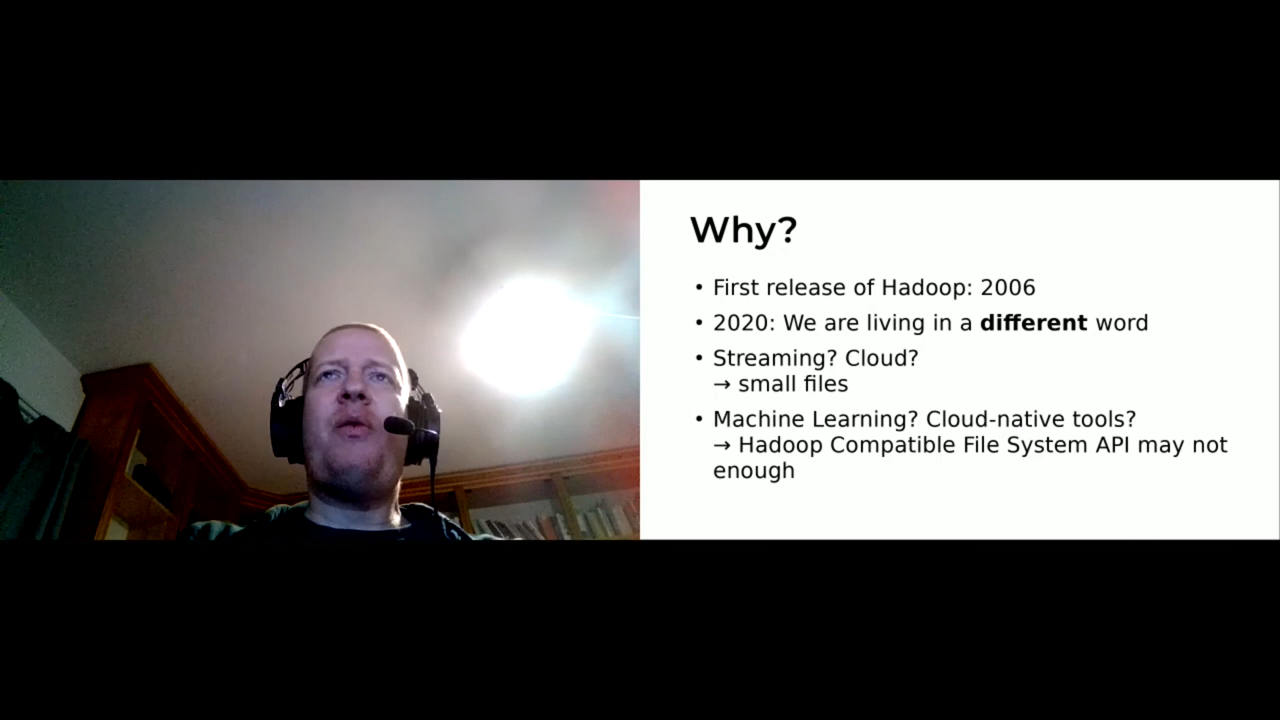 Why?
• First release of Hadoop: 2006
• 2020: We are living in a different word
• Streaming? Cloud?
→ small files
• Machine Learning? Cloud-native tools?
→ Hadoop Compatible File System API may not
enough